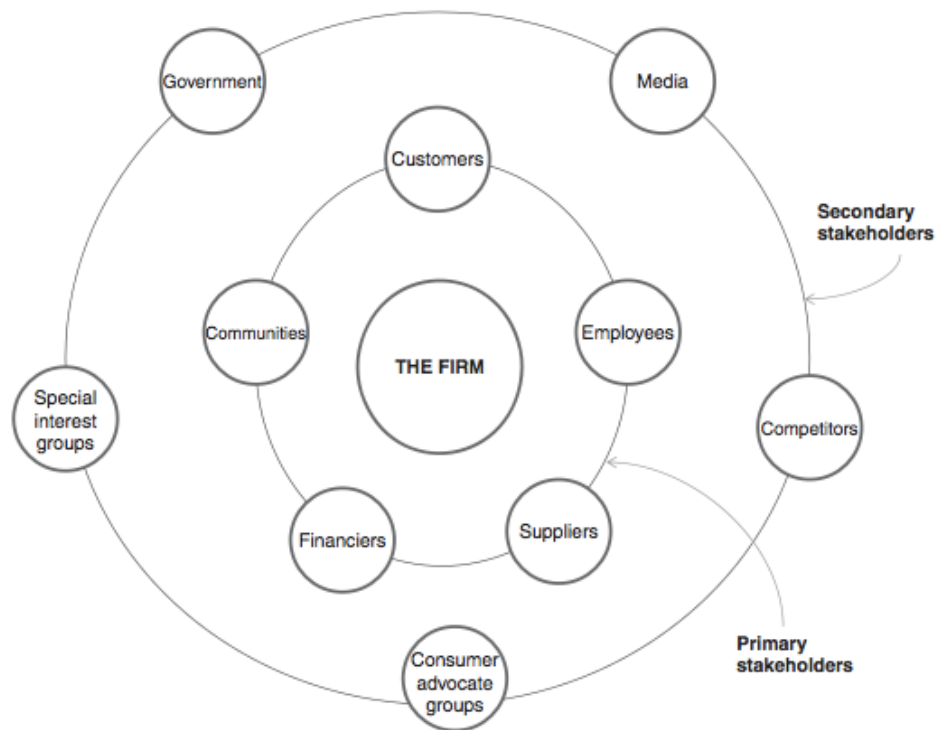 Government
Media
Customers
Secondary
stakeholders
Communities
Employees
THE FIRM
Special
interest
groups
Competitors
Financiers
Suppliers
Primary
stakeholders
Consumer
advocate
groups